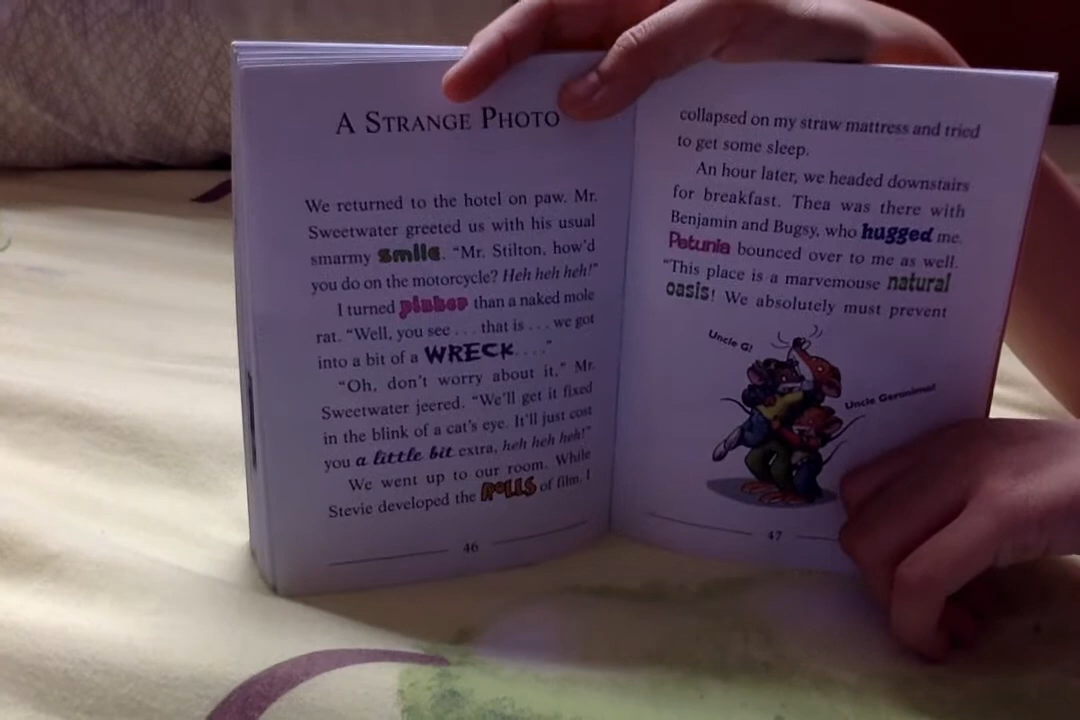 A STRANGE PHOTO
We returned to the hotel on paw. Mr.
Sweetwater greeted us with his usual
smarmy smile. “Mr. Stilton, how’d
you do on the motorcycle? Heh heh heh!”
I turned pinker than a naked mole
rat. “Well, you see . . . that is . . . we got
into a bit of a WRECK. . . .”
“Oh, don’t worry about it,” Mr.
Sweetwater jeered. “We’ll get it fixed
in the blink of a cat’s eye. It’ll just cost
you a little bit extra, heh heh heh!”
We went up to our room. While
Stevie developed the ROLLS of film, I
46
collapsed on my straw mattress and tried
to get some sleep.
An hour later, we headed downstairs
for breakfast. Thea was there with
Benjamin and Bugsy, who hugged me.
Petunia bounced over to me as well.
“This place is a marvemouse natural
oasis! We absolutely must prevent
Uncle G!
Uncle Geronimo!
47